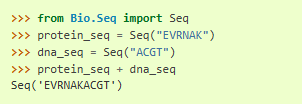 >>> from Bio.Seq import Seq
>>> protein_seq = Seq("EVRNAK")
>>> dna_seq = Seq("ACGT")
>>> protein_seq + dna_seq
Seq('EVRNAKACGT')